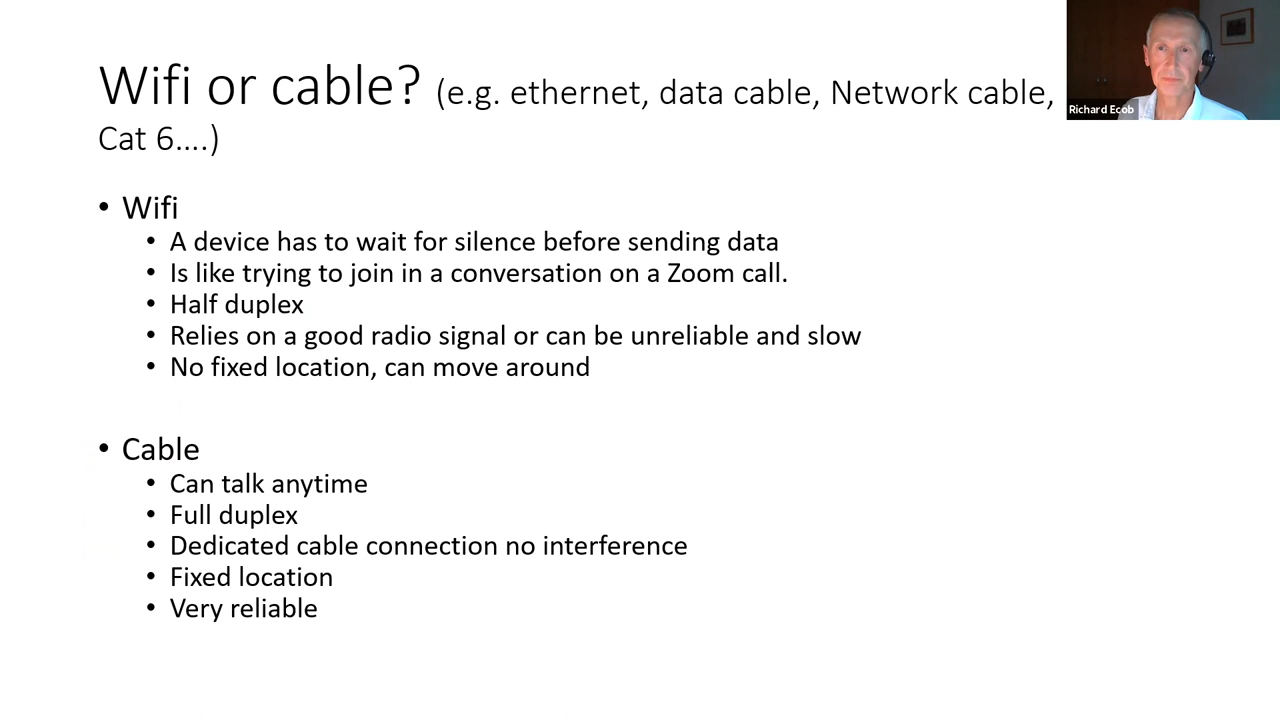 Wifi or cable? (e.g. ethernet, data cable, Network cable,
Cat 6....)
Richard Ecob
• Wifi
• A device has to wait for silence before sending data
• Is like trying to join in a conversation on a Zoom call.
• Half duplex
• Relies on a good radio signal or can be unreliable and slow
• No fixed location, can move around
• Cable
• Can talk anytime
• Full duplex
• Dedicated cable connection no interference
• Fixed location
• Very reliable